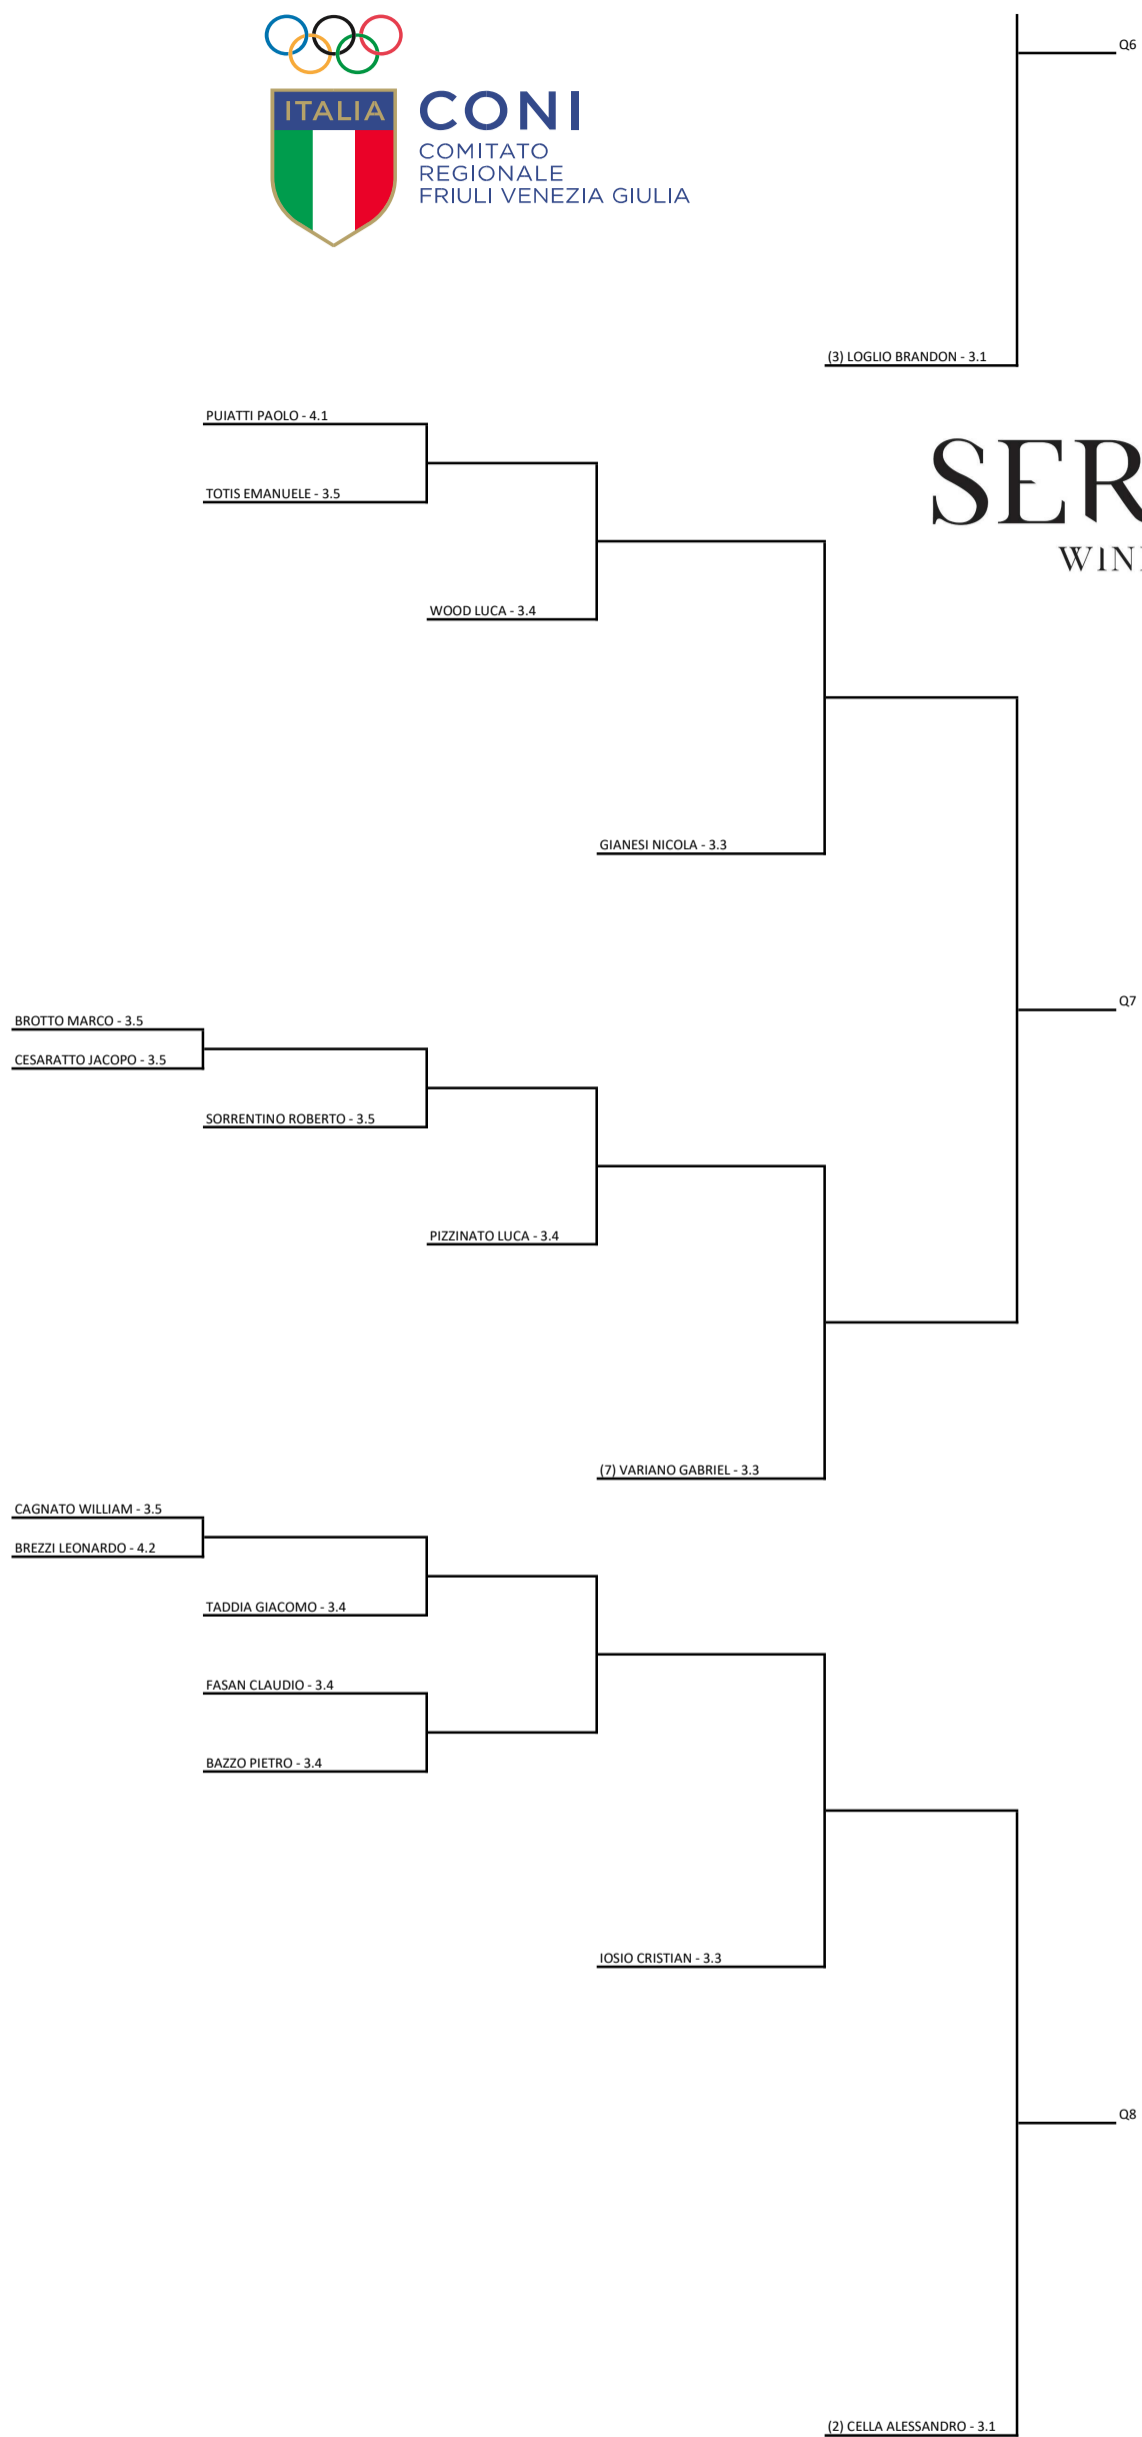 Q6
ITALIA
CONI
COMITATO
REGIONALE
FRIULI VENEZIA GIULIA
(3) LOGLIO BRANDON - 3.1
PUIATTI PAOLO - 4.1
SER
TOTIS EMANUELE - 3.5
WIN
WOOD LUCA - 3.4
GIANESI NICOLA - 3.3
Q7
BROTTO MARCO - 3.5
CESARATTO JACOPO - 3.5
SORRENTINO ROBERTO - 3.5
PIZZINATO LUCA - 3.4
(7) VARIANO GABRIEL - 3.3
CAGNATO WILLIAM - 3.5
BREZZI LEONARDO - 4.2
TADDIA GIACOMO - 3.4
FASAN CLAUDIO - 3.4
BAZZO PIETRO - 3.4
IOSIO CRISTIAN - 3.3
Q8
(2) CELLA ALESSANDRO - 3.1